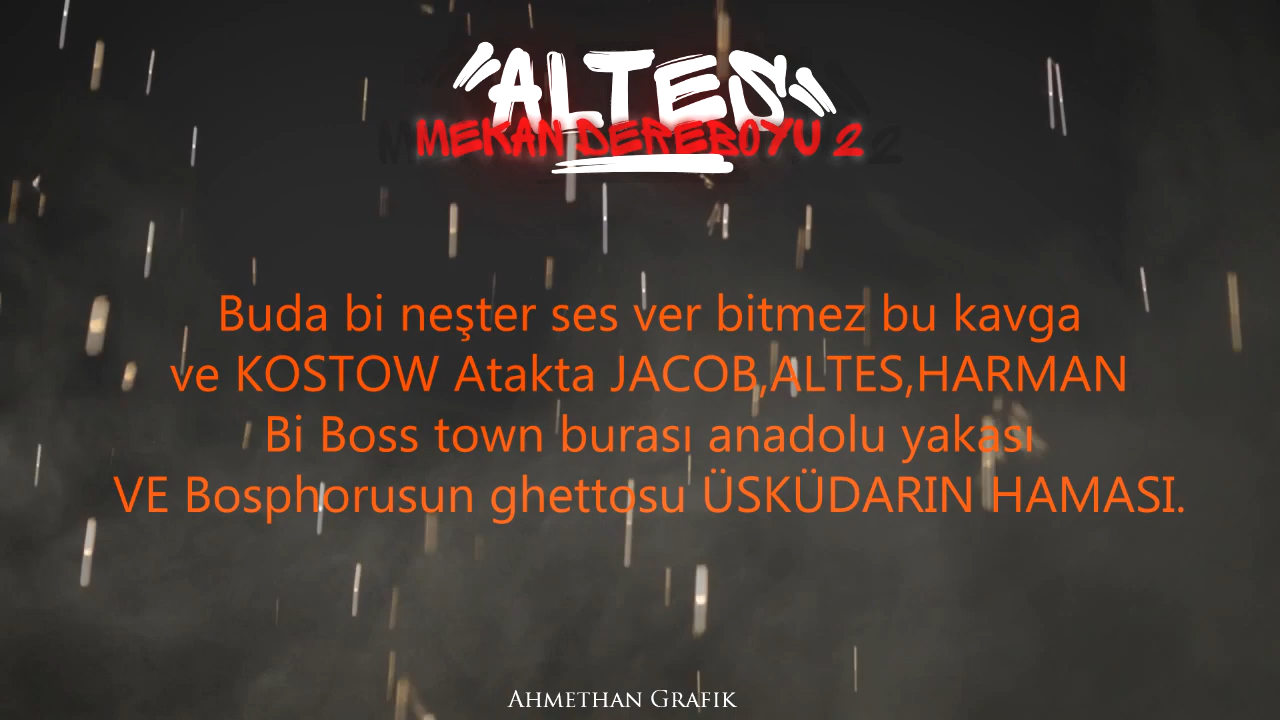 "ALTES"
MEKAN DEREBOYU 2
Buda bi neşter ses ver bitmez bu kavga
ve KOSTOW Atakta JACOB,ALTES,HARMAN
Bi Boss town burası anadolu yakası
VE Bosphorusun ghettosu ÜSKÜDARIN HAMASI.
AHMETHAN GRAFIK